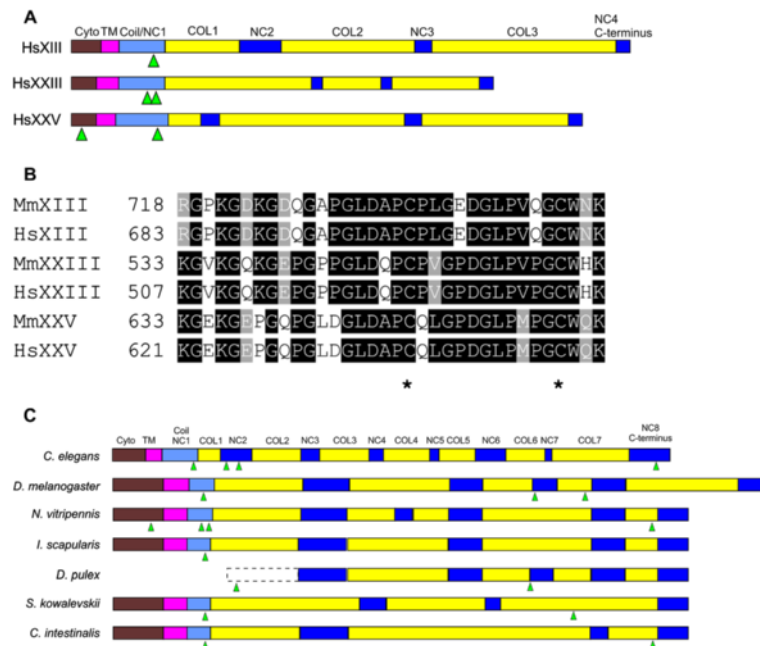 A
Cyto TM Coil/NC1 COL1 NC2 COL2 NC3 COL3 NC4 C-terminus
HsXIII
HsXXIII
HsXXV
B
MmXIII 718 RGPKGDKGDQGAPGLDAPCPLGEDGLPVQGCWNK
HsXIII 683 RGPKGDKGDQGAPGLDAPCPLGEDGLPVQGCWNK
MmXXIII 533 KGVKGQKGEPGPPGLDQPCPVGPDGLPVPGCWHK
HsXXIII 507 KGVKGQKGEPGPPGLDQPCPVGPDGLPVPGCWHK
MmXXV 633 KGEKGEPGQPGLDGLDAPCQLGPDGLPMPGCWQK
HsXXV 621 KGEKGEPGQPGLDGLDAPCQLGPDGLPMPGCWQK
* *
C
Cyto TM Coil NC1 COL1 NC2 COL2 NC3 COL3 NC4 COL4 NC5 COL5 NC6 COL6 NC7 COL7 NC8 C-terminus
C. elegans
D. melanogaster
N. vitripennis
I. scapularis
D. pulex
S. kowalevskii
C. intestinalis